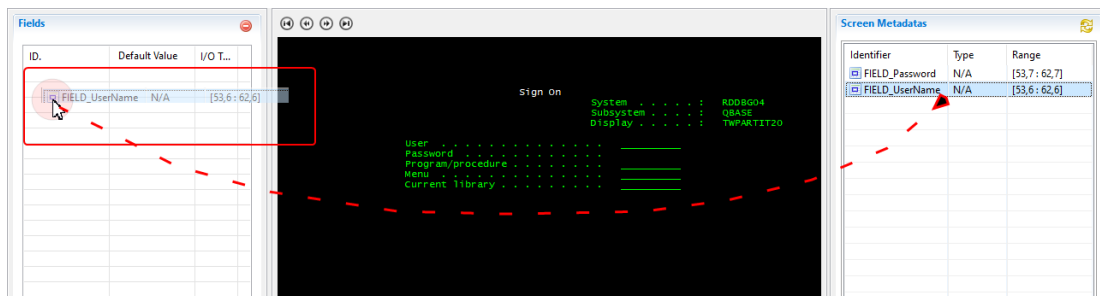 Fields
ID. Default Value I/O T...
FIELD_UserName N/A [53,6 : 62,6]
Sign On
System . . . . . : RDDBG04
Subsystem . . . . : QBASE
Display . . . . . : TWPARTIT20
User . . . . . . . . . . . . . .
Password . . . . . . . . . . . .
Program/procedure . . . . . . . .
Menu . . . . . . . . . . . . . .
Current library . . . . . . . . .
Screen Metadatas
Identifier Type Range
FIELD_Password N/A [53,7 : 62,7]
FIELD_UserName N/A [53,6 : 62,6]